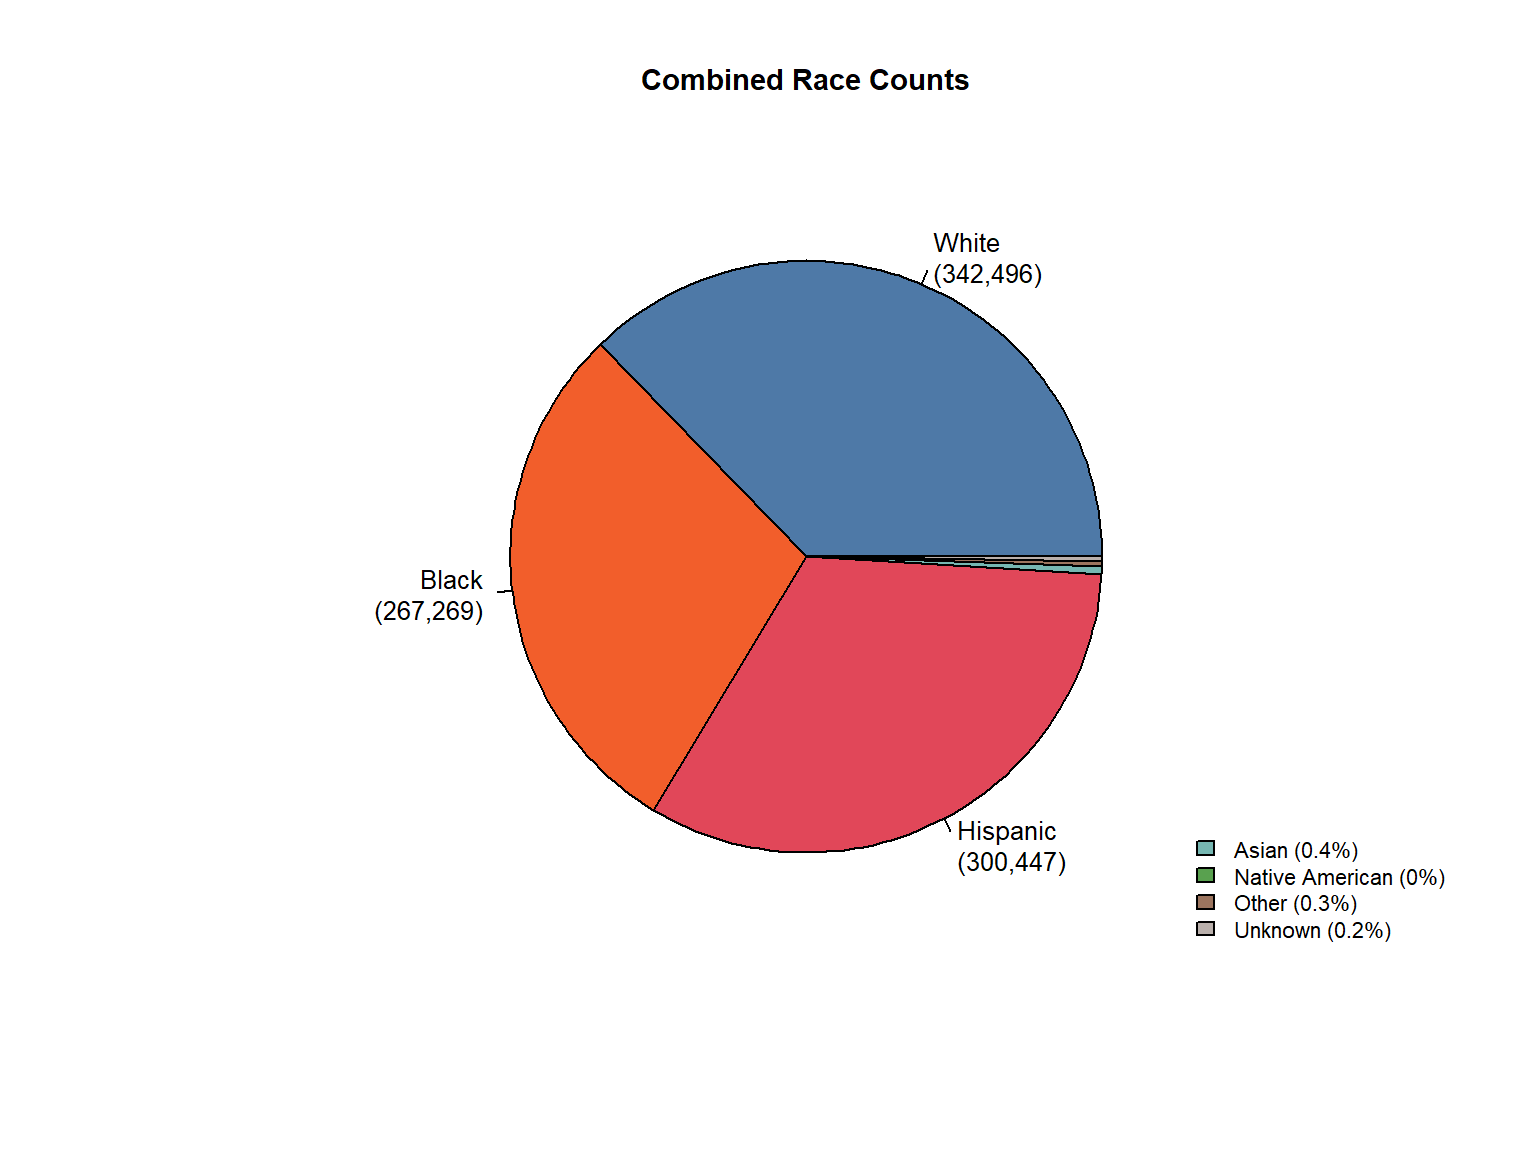 Combined Race Counts
White
(342,496)
Black
(267,269)
Hispanic
(300,447)
Asian (0.4%)
Native American (0%)
Other (0.3%)
Unknown (0.2%)